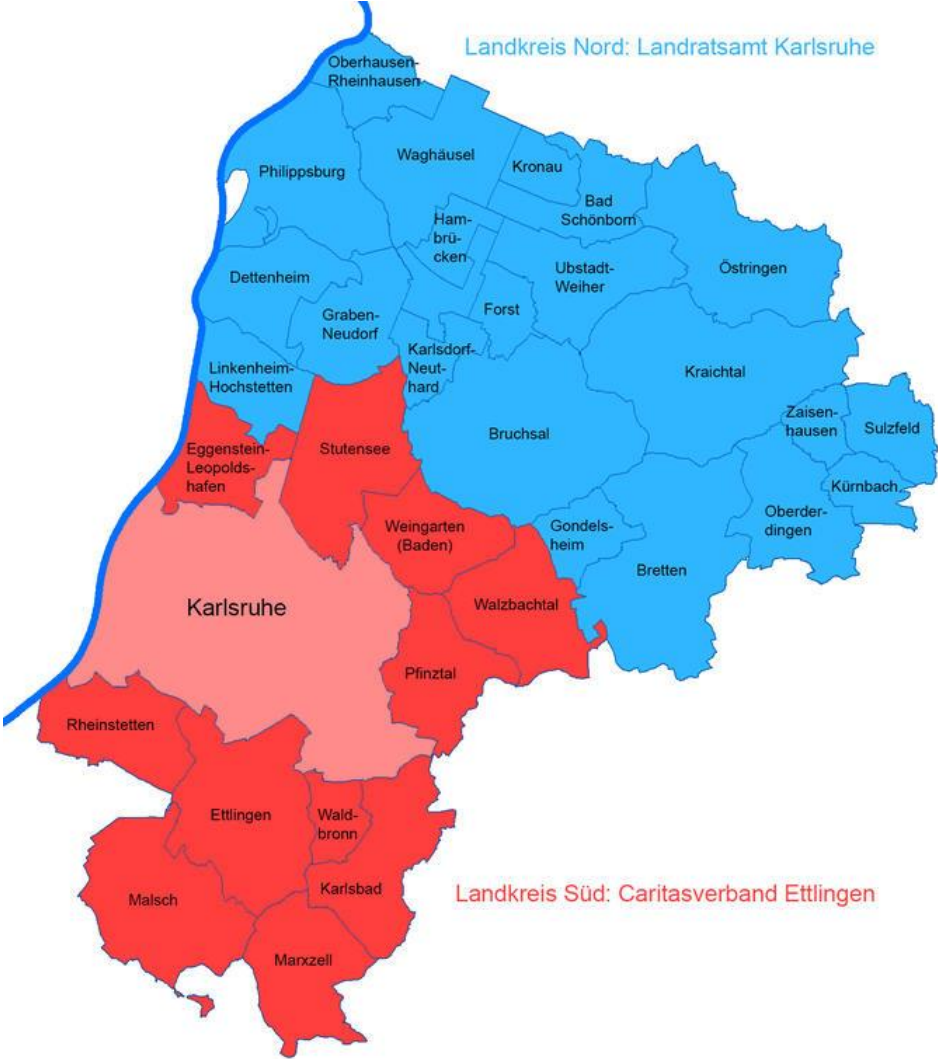 Landkreis Nord: Landratsamt Karlsruhe
Oberhausen-
Rheinhausen
Waghäusel
Kronau
Philippsburg
Bad
Schönborn
Ham-
brü-
cken
Dettenheim
Ubstadt-
Weiher
Östringen
Graben-
Neudorf
Forst
Karlsdorf-
Neut-
hard
Linkenheim-
Hochstetten
Kraichtal
Zaisen-
hausen
Sulzfeld
Bruchsal
Eggenstein-
Leopolds-
hafen
Stutensee
Kürnbach
Weingarten
(Baden)
Gondels-
heim
Oberder-
dingen
Bretten
Karlsruhe
Walzbachtal
Pfinztal
Rheinstetten
Ettlingen
Wald-
bronn
Karlsbad
Malsch
Landkreis Süd: Caritasverband Ettlingen
Marxzell